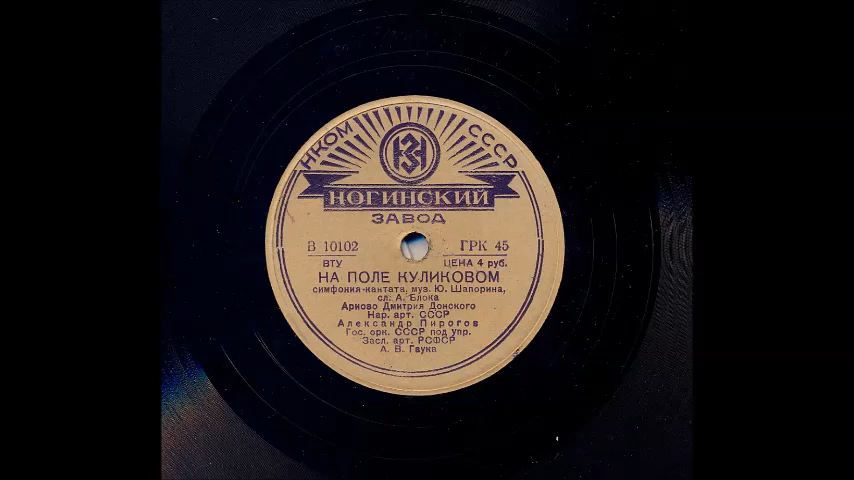 НКОМ СССР
НЗ
НОГИНСКИЙ
ЗАВОД
В 10102 ГРК 45
ВТУ ЦЕНА 4 руб.
НА ПОЛЕ КУЛИКОВОМ
симфония-кантата, муз. Ю. Шапорина,
сл. А. Блока
Ариозо Дмитрия Донского
Нар. арт. СССР
Александр Пирогов
Гос. орк. СССР под упр.
Засл. арт. РСФСР
А. В. Гаука